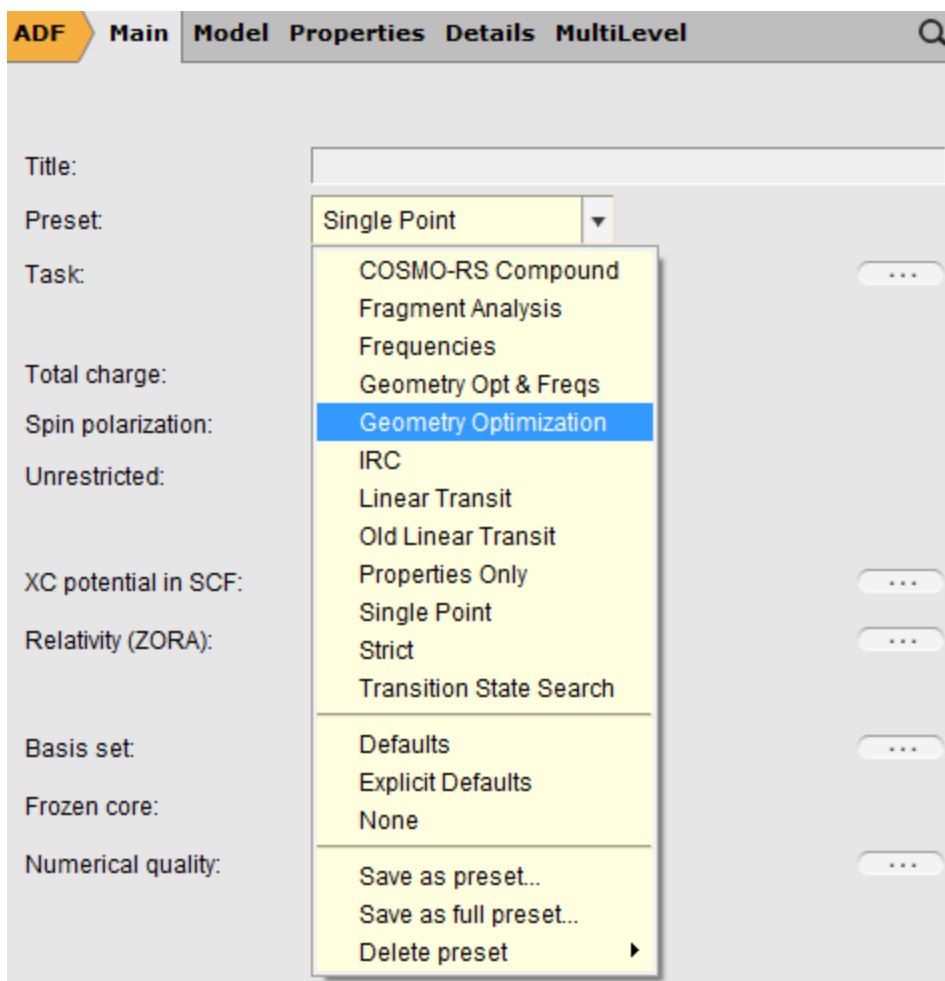 ADF Main Model Properties Details MultiLevel
Title:
Preset: Single Point
Task: ...
COSMO-RS Compound
Fragment Analysis
Frequencies
Total charge:
Geometry Opt & Freqs
Spin polarization:
Geometry Optimization
IRC
Unrestricted:
Linear Transit
Old Linear Transit
XC potential in SCF: ...
Properties Only
Single Point
Relativity (ZORA): ...
Strict
Transition State Search
Basis set: ...
Defaults
Explicit Defaults
Frozen core:
None
Numerical quality: ...
Save as preset...
Save as full preset...
Delete preset